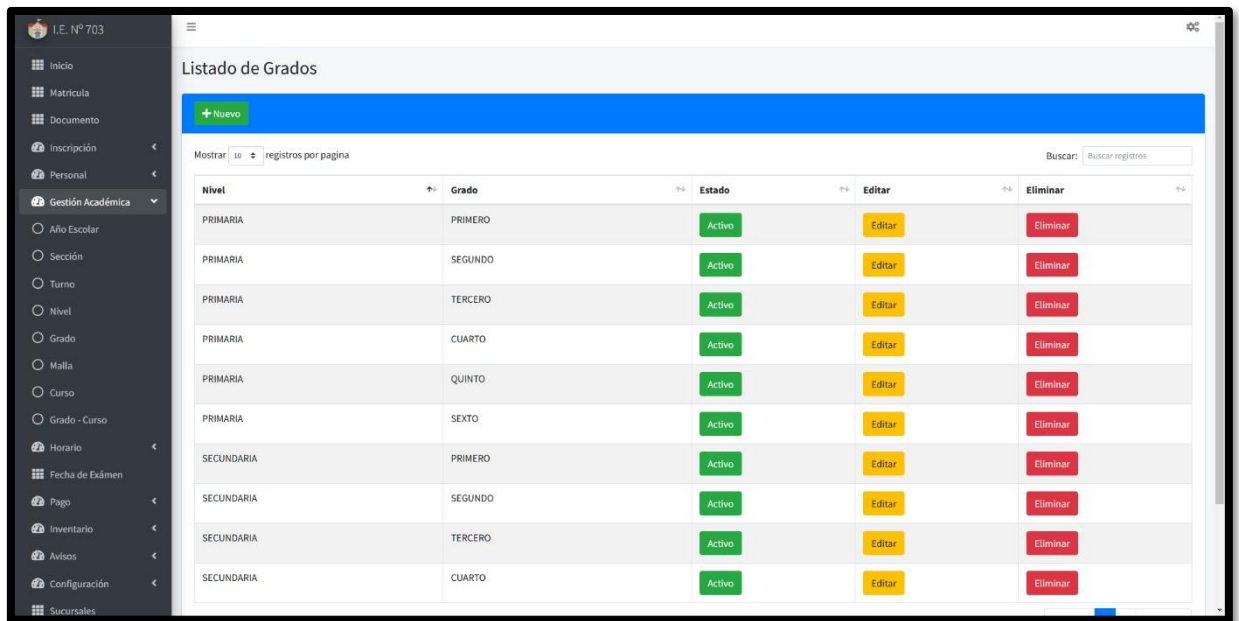 I.E. N° 703
Inicio
Matricula
Documento
Inscripción
Personal
Gestión Académica
Año Escolar
Sección
Turno
Nivel
Grado
Malla
Curso
Grado - Curso
Horario
Fecha de Exámen
Pago
Inventario
Avisos
Configuración
Sucursales
Listado de Grados
+ Nuevo
Mostrar 10 registros por pagina Buscar: Buscar registros
Nivel Grado Estado Editar Eliminar
PRIMARIA PRIMERO Activo Editar Eliminar
PRIMARIA SEGUNDO Activo Editar Eliminar
PRIMARIA TERCERO Activo Editar Eliminar
PRIMARIA CUARTO Activo Editar Eliminar
PRIMARIA QUINTO Activo Editar Eliminar
PRIMARIA SEXTO Activo Editar Eliminar
SECUNDARIA PRIMERO Activo Editar Eliminar
SECUNDARIA SEGUNDO Activo Editar Eliminar
SECUNDARIA TERCERO Activo Editar Eliminar
SECUNDARIA CUARTO Activo Editar Eliminar